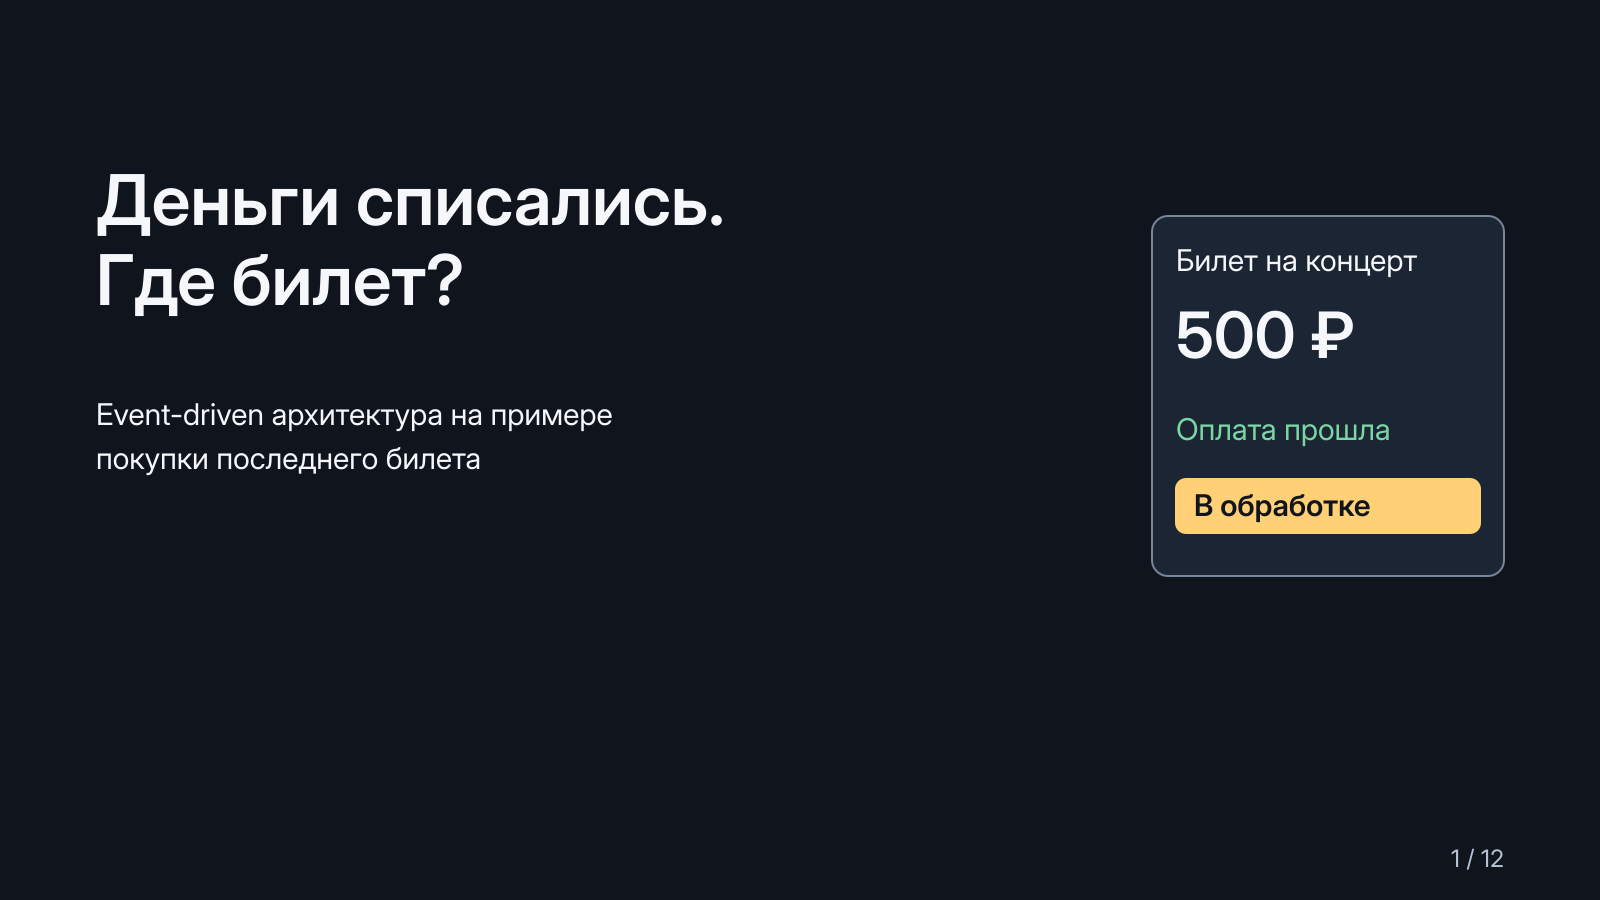 Деньги списались.
Где билет?
Event-driven архитектура на примере
покупки последнего билета
Билет на концерт
500 ₽
Оплата прошла
В обработке
1 / 12